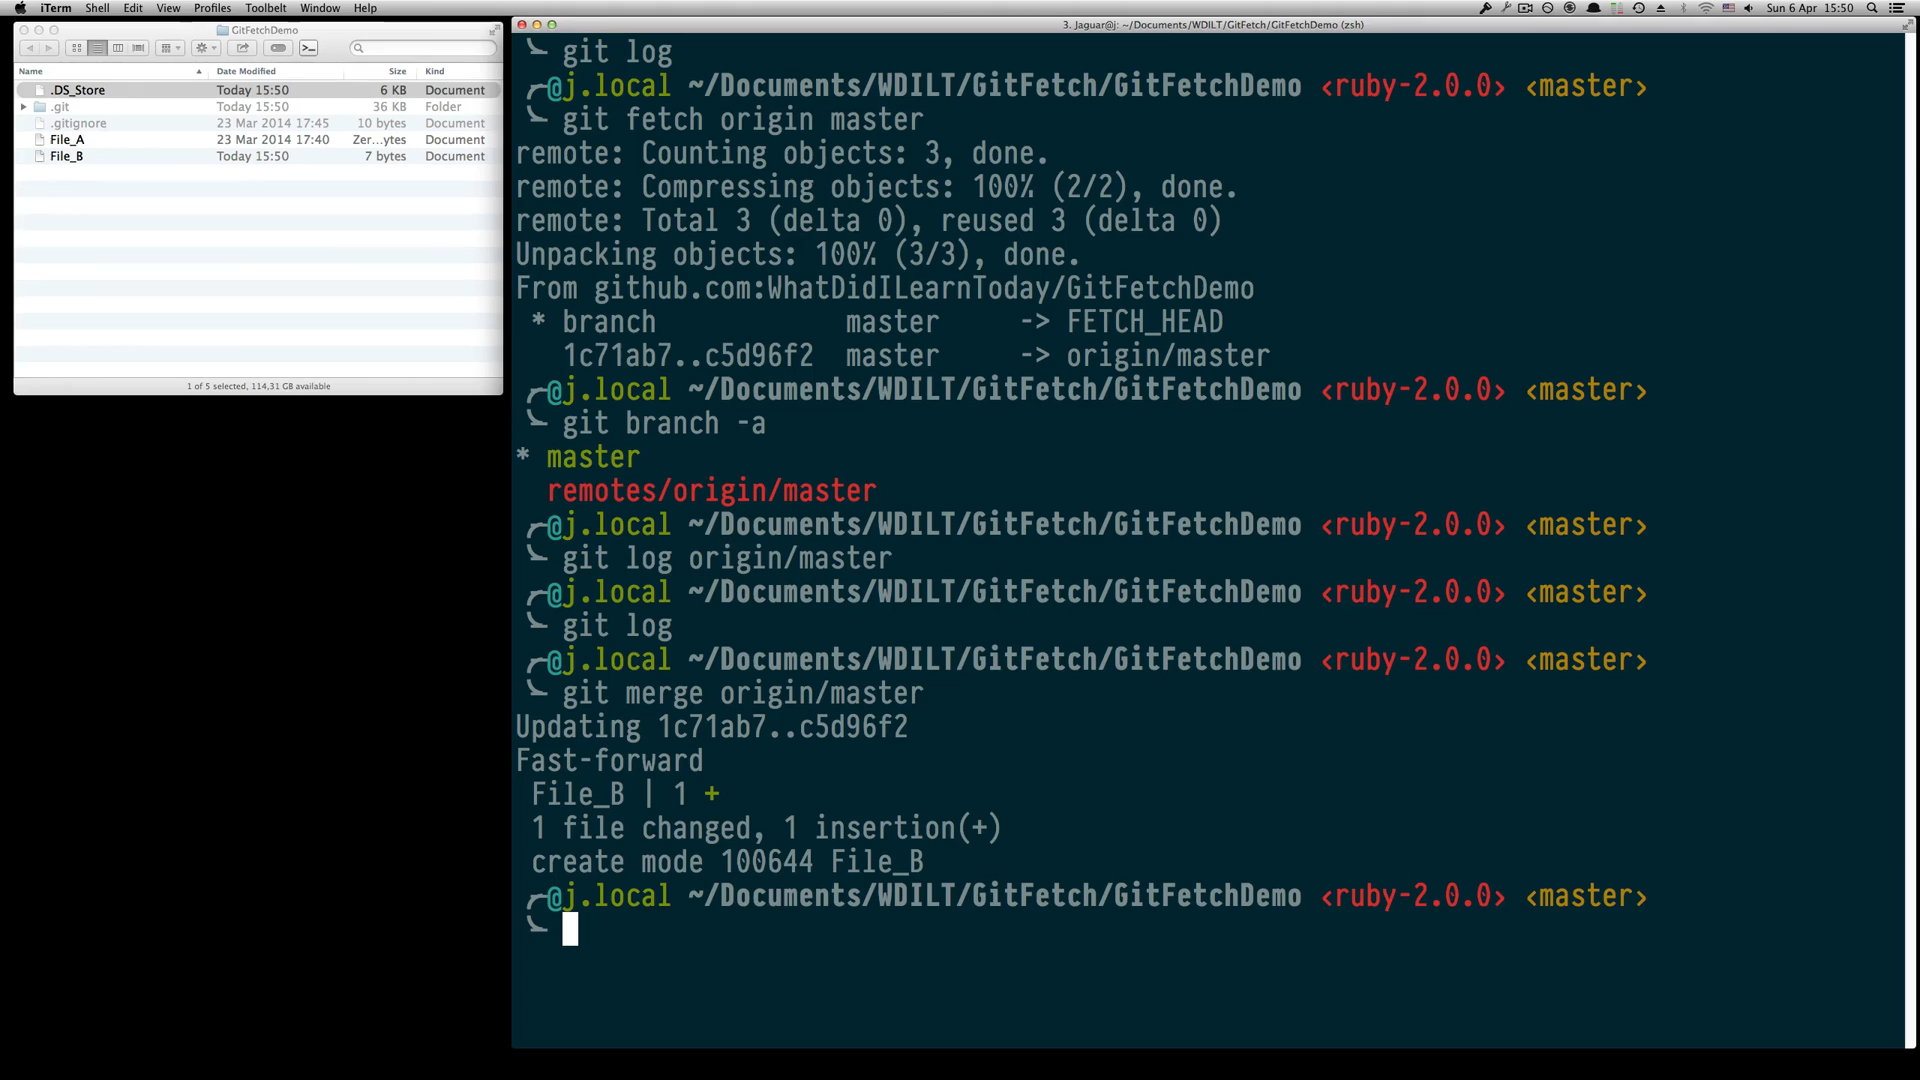 iTerm Shell Edit View Profiles Toolbelt Window Help Sun 6 Apr 15:50
GitFetchDemo
Name Date Modified Size Kind
.DS_Store Today 15:50 6 KB Document
.git Today 15:50 36 KB Folder
.gitignore 23 Mar 2014 17:45 10 bytes Document
File_A 23 Mar 2014 17:40 Zer...ytes Document
File_B Today 15:50 7 bytes Document
1 of 5 selected, 114,31 GB available
3. Jaguar@j: ~/Documents/WDILT/GitFetch/GitFetchDemo (zsh)
git log
@j.local ~/Documents/WDILT/GitFetch/GitFetchDemo <ruby-2.0.0> <master>
git fetch origin master
remote: Counting objects: 3, done.
remote: Compressing objects: 100% (2/2), done.
remote: Total 3 (delta 0), reused 3 (delta 0)
Unpacking objects: 100% (3/3), done.
From github.com:WhatDidILearnToday/GitFetchDemo
* branch master -> FETCH_HEAD
1c71ab7..c5d96f2 master -> origin/master
@j.local ~/Documents/WDILT/GitFetch/GitFetchDemo <ruby-2.0.0> <master>
git branch -a
* master
remotes/origin/master
@j.local ~/Documents/WDILT/GitFetch/GitFetchDemo <ruby-2.0.0> <master>
git log origin/master
@j.local ~/Documents/WDILT/GitFetch/GitFetchDemo <ruby-2.0.0> <master>
git log
@j.local ~/Documents/WDILT/GitFetch/GitFetchDemo <ruby-2.0.0> <master>
git merge origin/master
Updating 1c71ab7..c5d96f2
Fast-forward
File_B | 1 +
1 file changed, 1 insertion(+)
create mode 100644 File_B
@j.local ~/Documents/WDILT/GitFetch/GitFetchDemo <ruby-2.0.0> <master>